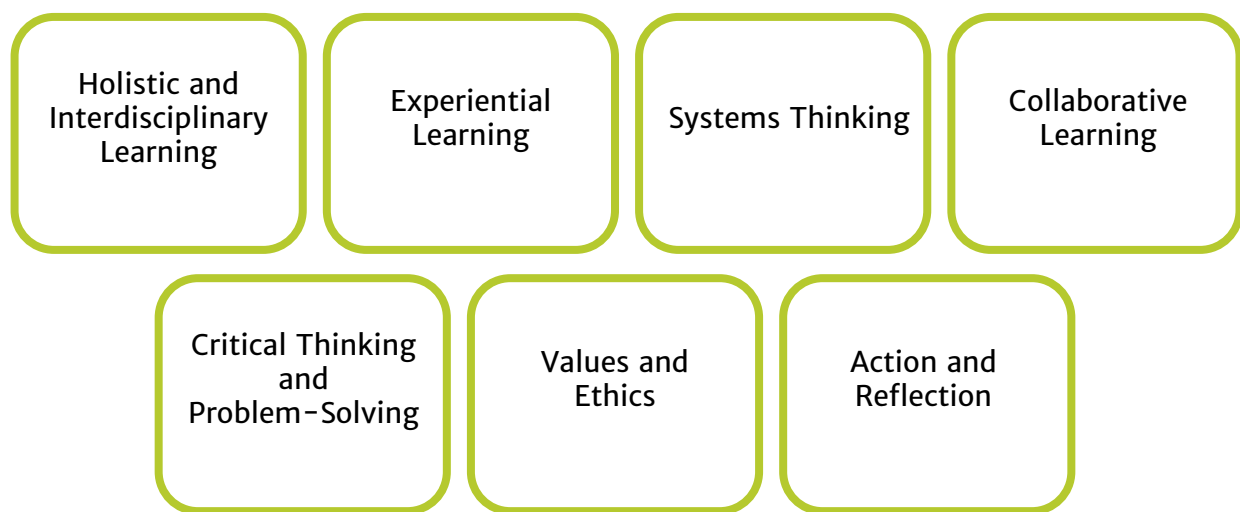 Holistic and
Interdisciplinary
Learning
Experiential
Learning
Systems Thinking
Collaborative
Learning
Critical Thinking
and
Problem-Solving
Values and
Ethics
Action and
Reflection